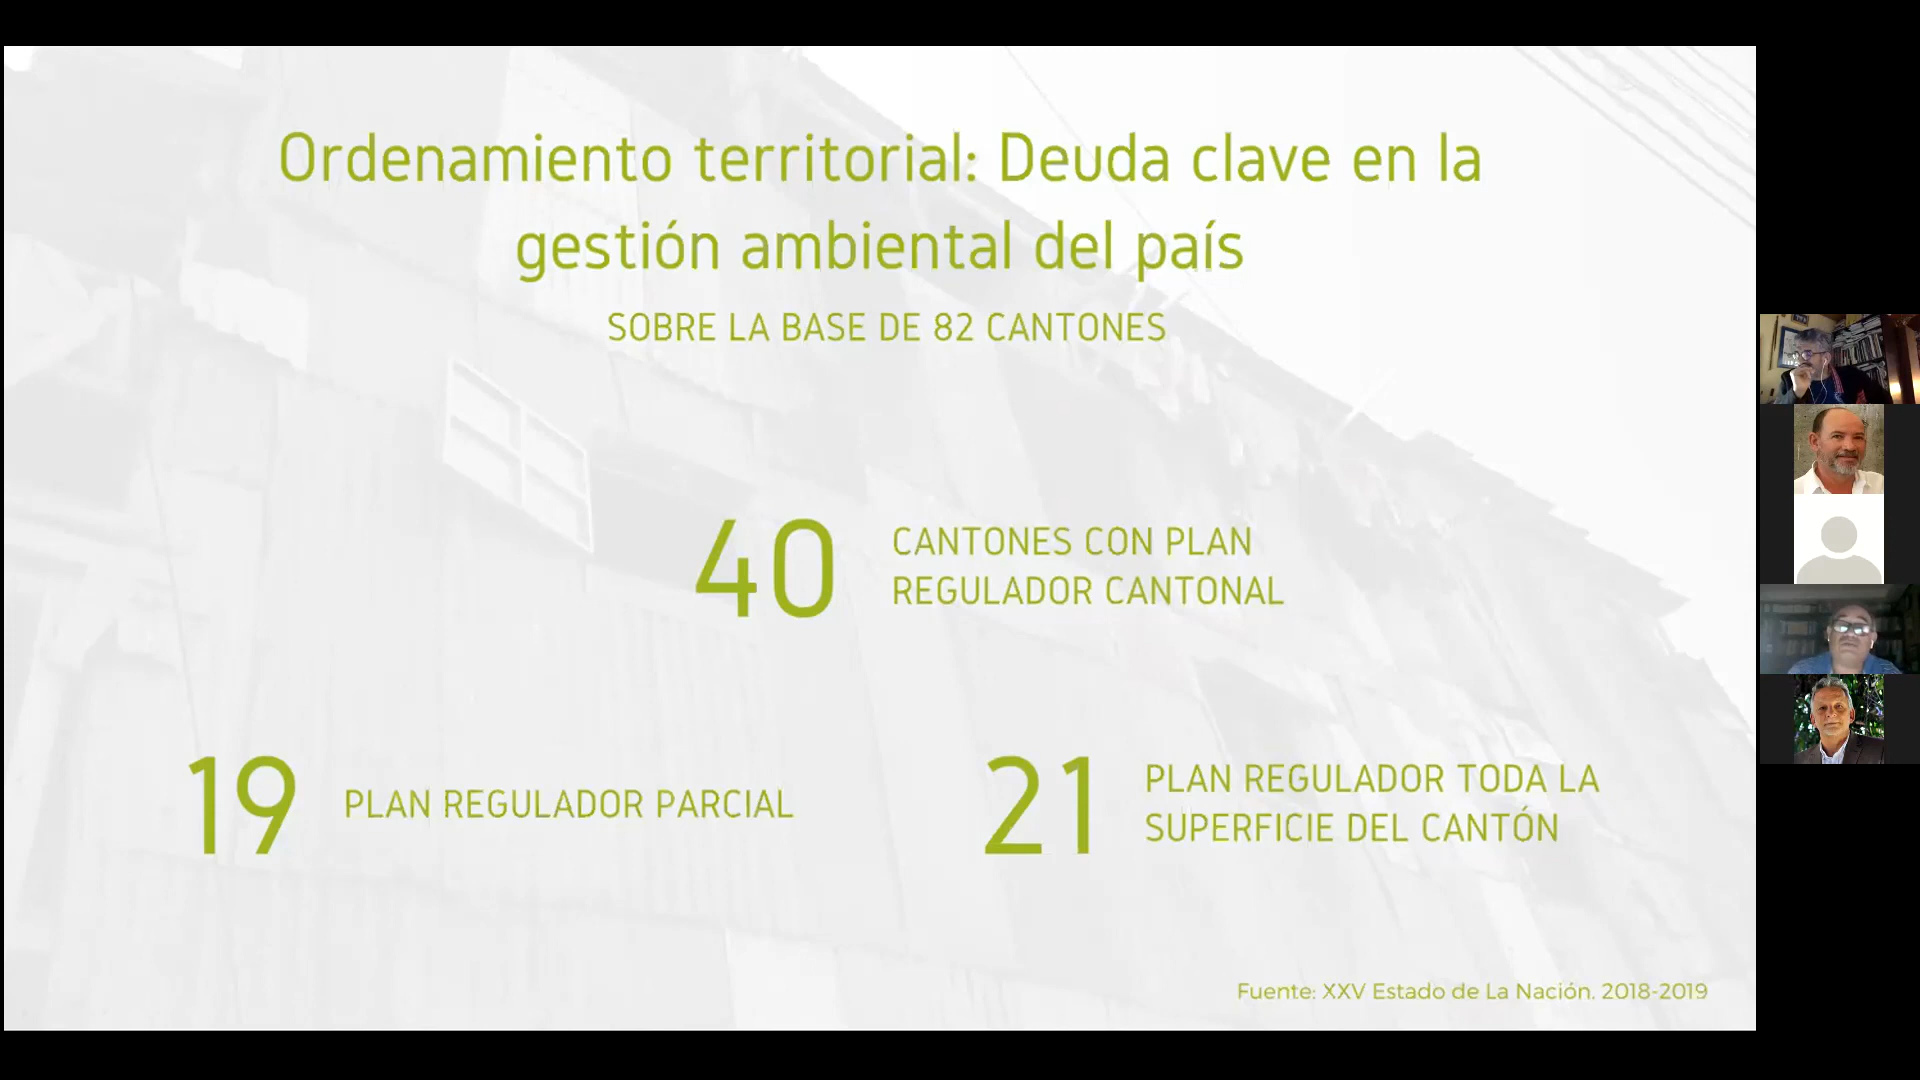 Ordenamiento territorial: Deuda clave en la
gestión ambiental del país
SOBRE LA BASE DE 82 CANTONES
40
CANTONES CON PLAN
REGULADOR CANTONAL
19
PLAN REGULADOR PARCIAL
21
PLAN REGULADOR TODA LA
SUPERFICIE DEL CANTÓN
Fuente: XXV Estado de La Nación. 2018-2019